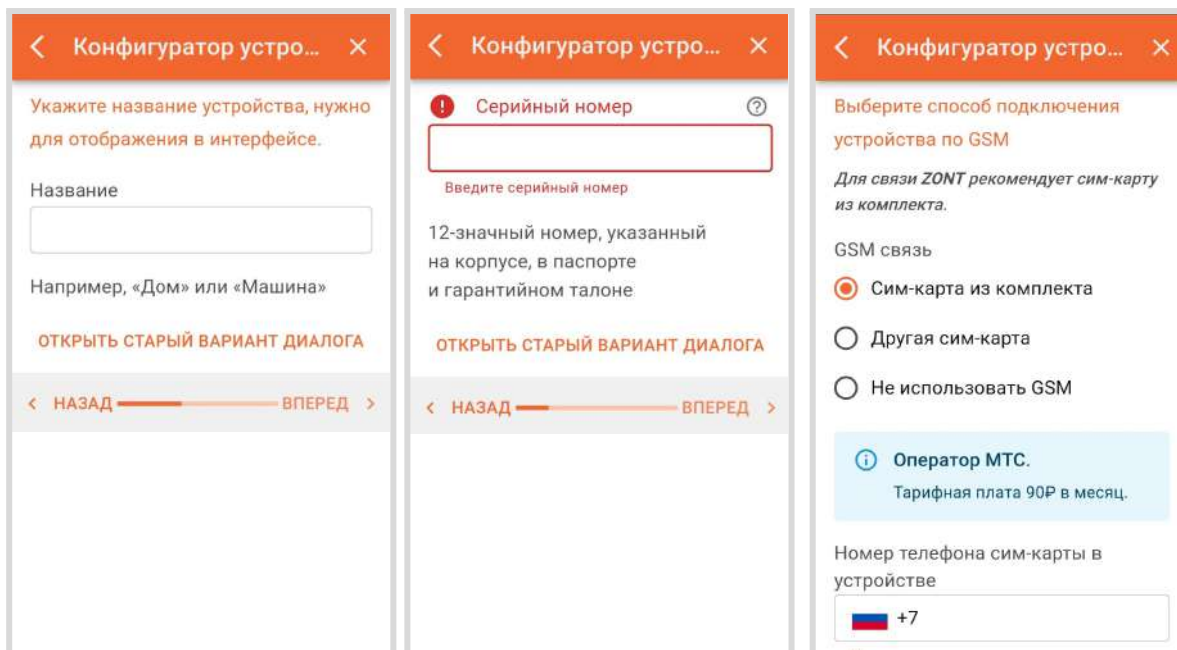 Конфигуратор устро...
Укажите название устройства, нужно
для отображения в интерфейсе.
Название
Например, «Дом» или «Машина»
ОТКРЫТЬ СТАРЫЙ ВАРИАНТ ДИАЛОГА
НАЗАД
ВПЕРЕД
Конфигуратор устро...
Серийный номер
Введите серийный номер
12-значный номер, указанный
на корпусе, в паспорте
и гарантийном талоне
ОТКРЫТЬ СТАРЫЙ ВАРИАНТ ДИАЛОГА
НАЗАД
ВПЕРЕД
Конфигуратор устро...
Выберите способ подключения
устройства по GSM
Для связи ZONT рекомендует сим-карту
из комплекта.
GSM связь
Сим-карта из комплекта
Другая сим-карта
Не использовать GSM
Оператор МТС.
Тарифная плата 90₽ в месяц.
Номер телефона сим-карты в
устройстве
+7